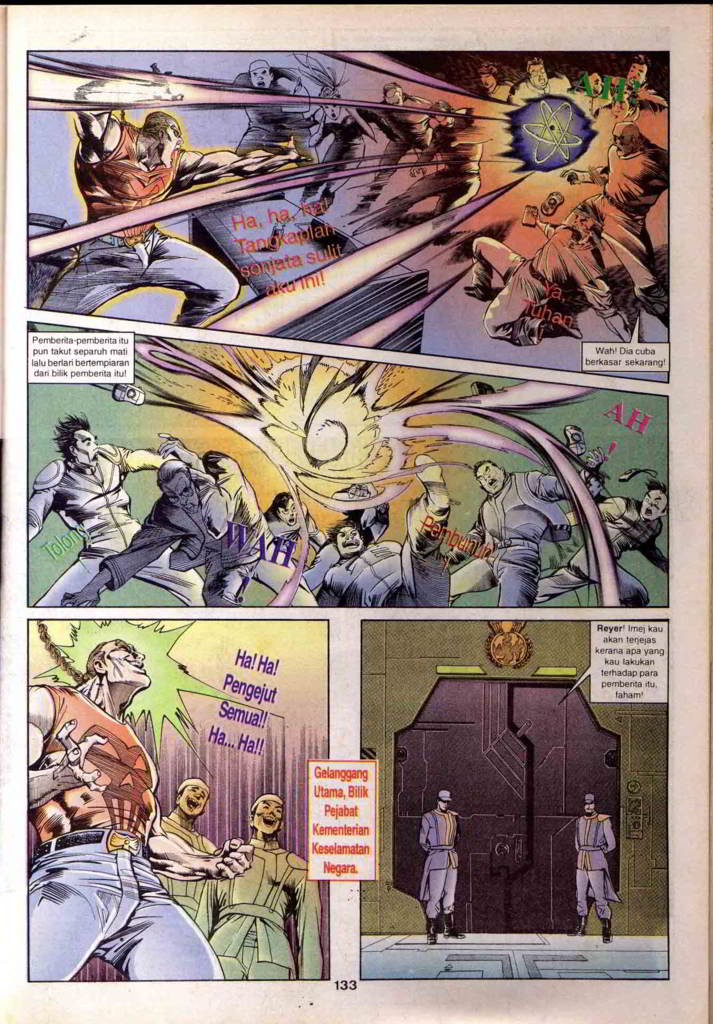 AH!
Ha, ha, ha!
Tangkaplah
senjata sulit
aku ini!
Ya,
Tuhan
Wah! Dia cuba
berkasar sekarang!
Pemberita-pemberita itu
pun takut separuh mati
lalu berlari bertempiaran
dari bilik pemberita itu!
AH
!
Tolong
WAH
!
Pembunuh
!
Ha! Ha!
Pengejut
Semua!!
Ha... Ha!!
Gelanggang
Utama, Bilik
Pejabat
Kementerian
Keselamatan
Negara.
Reyer! Imej kau
akan terjejas
kerana apa yang
kau lakukan
terhadap para
pemberita itu,
faham!
133